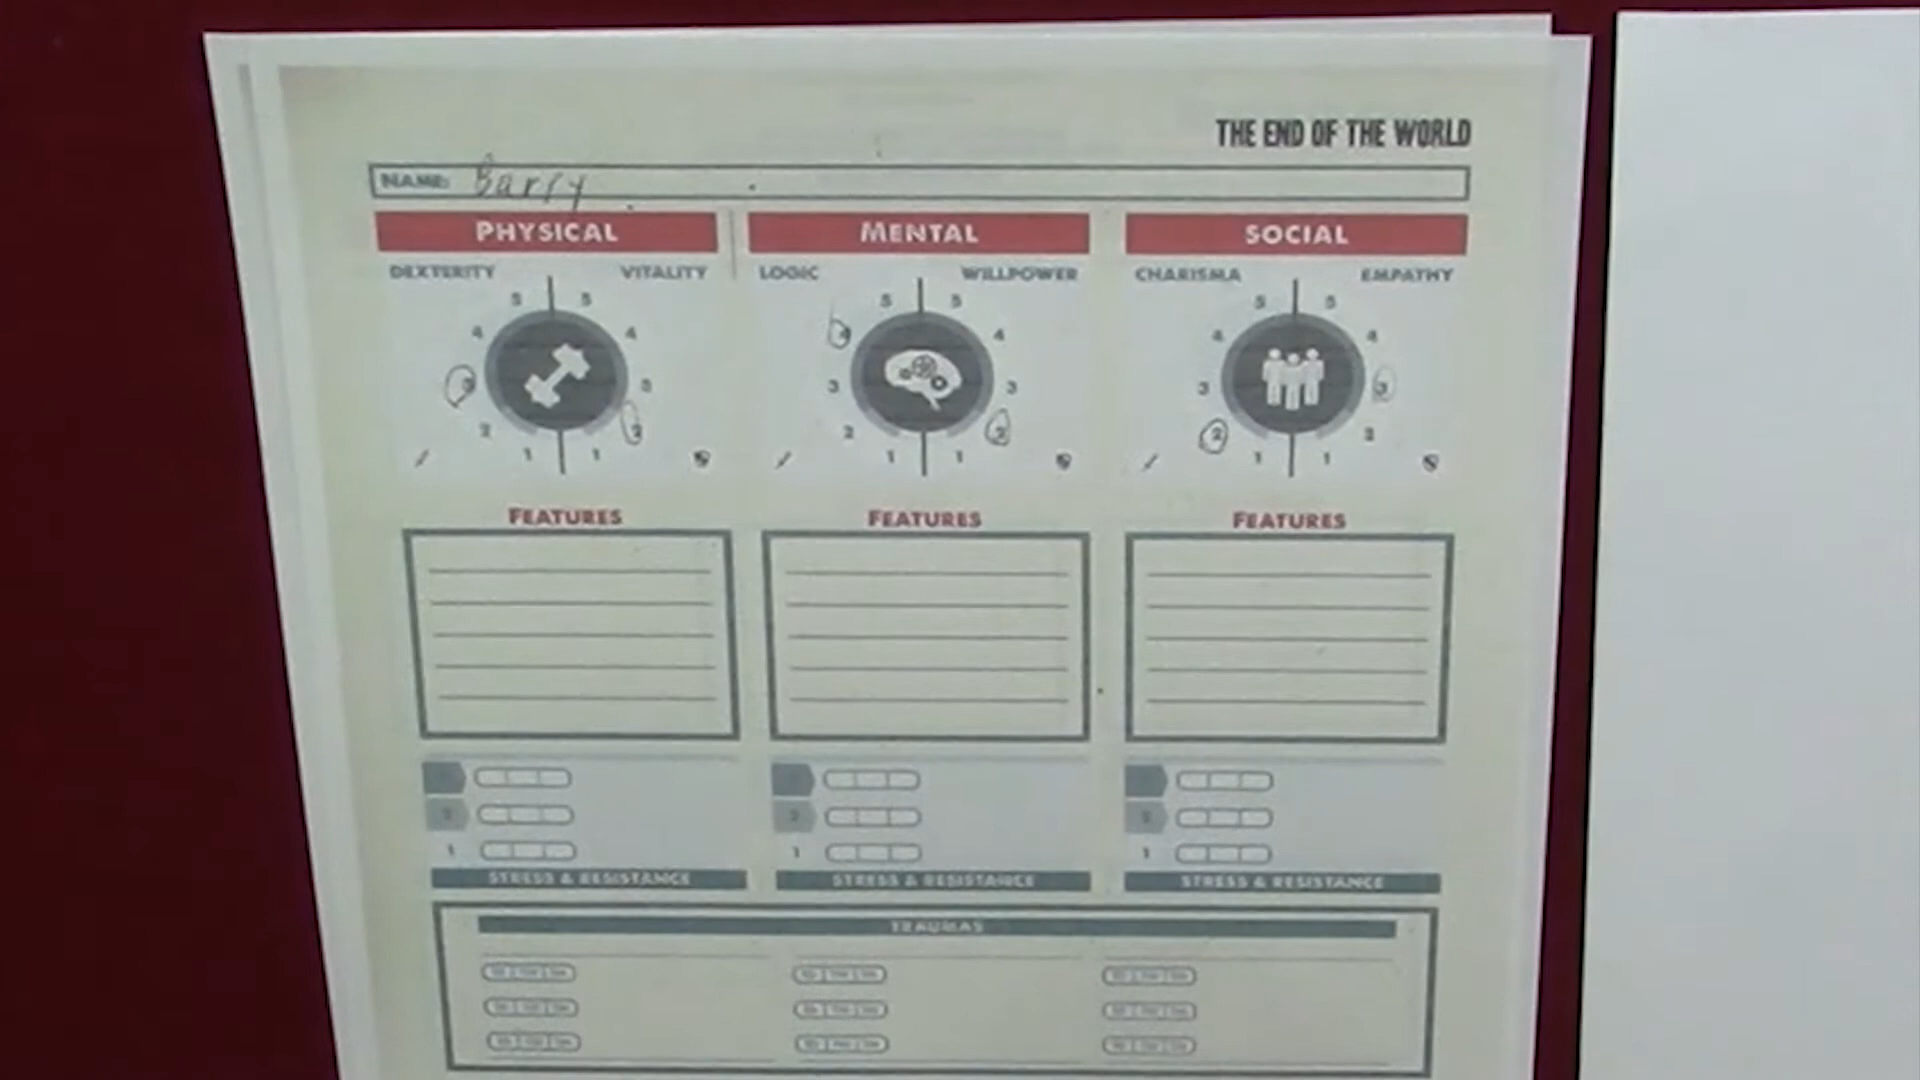 THE END OF THE WORLD
NAME: Barry
PHYSICAL MENTAL SOCIAL
DEXTERITY VITALITY LOGIC WILLPOWER CHARISMA EMPATHY
5 5 5 5 5 5
4 4 4 4 4 4
3 3 3 3 3 3
2 2 2 2 2 2
1 1 1 1 1 1
FEATURES FEATURES FEATURES
2 2 2
1 1 1
STRESS & RESISTANCE STRESS & RESISTANCE STRESS & RESISTANCE
TRAUMAS